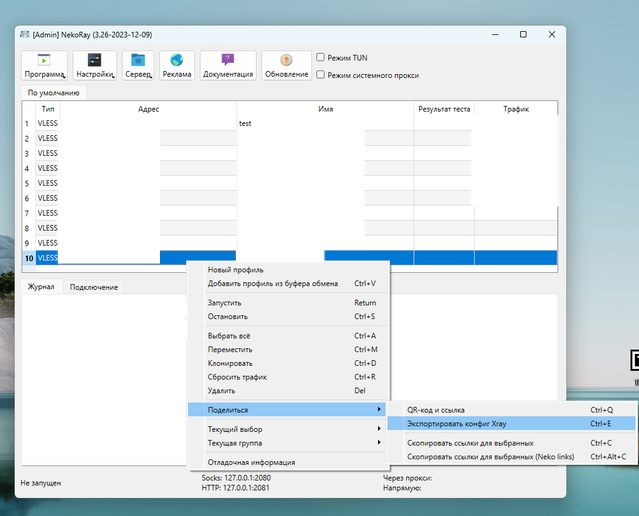 [Admin] NekoRay (3.26-2023-12-09)
Программа Настройки Сервер Реклама Документация Обновление
Режим TUN
Режим системного прокси
По умолчанию
Тип Адрес Имя Результат теста Трафик
1 VLESS test
2 VLESS
3 VLESS
4 VLESS
5 VLESS
6 VLESS
7 VLESS
8 VLESS
9 VLESS
10 VLESS
Новый профиль
Добавить профиль из буфера обмена Ctrl+V
Запустить Return
Остановить Ctrl+S
Выбрать всё Ctrl+A
Переместить Ctrl+M
Клонировать Ctrl+D
Сбросить трафик Ctrl+R
Удалить Del
Поделиться
Текущий выбор
Текущая группа
Отладочная информация
QR-код и ссылка Ctrl+Q
Экспортировать конфиг Xray Ctrl+E
Скопировать ссылки для выбранных Ctrl+C
Скопировать ссылки для выбранных (Neko links) Ctrl+Alt+C
Журнал Подключение
Не запущен
Socks: 127.0.0.1:2080
HTTP: 127.0.0.1:2081
Через прокси:
Напрямую: